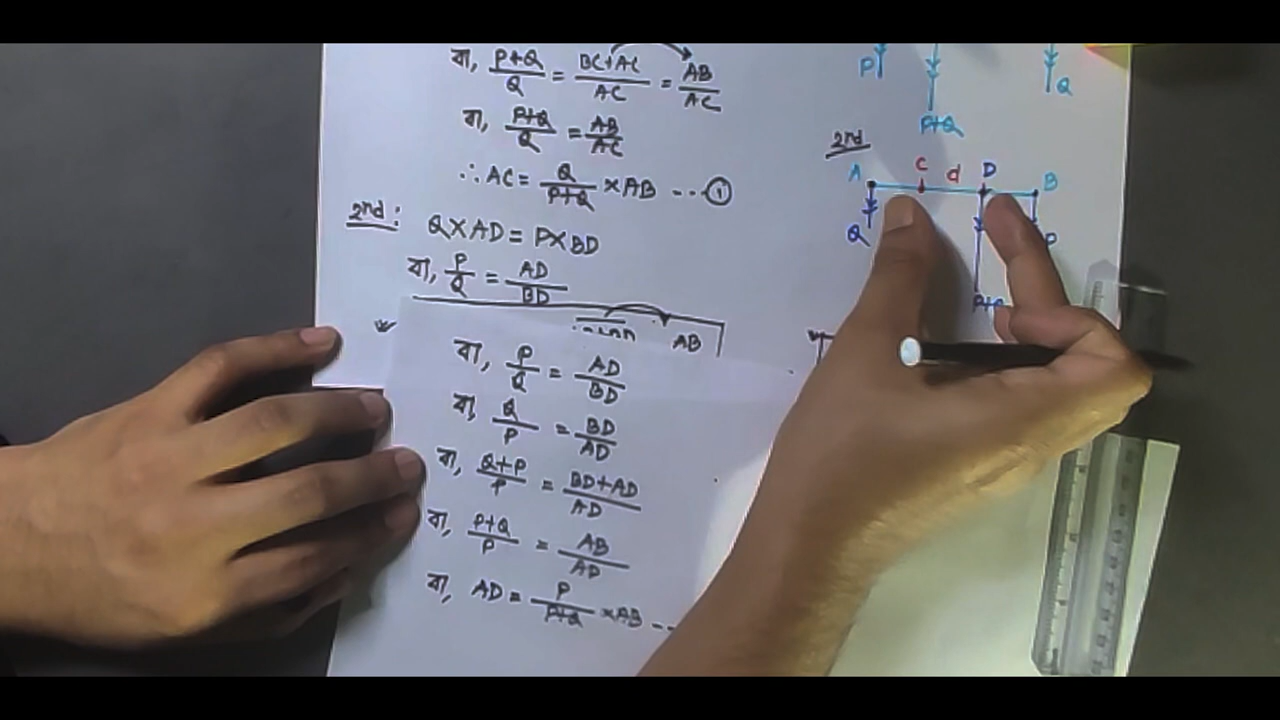 বা, P+Q/Q = BC+AC/AC = AB/AC
বা, P+Q/Q = AB/AC
∴ AC = Q/P+Q × AB --- ①
2nd: Q×AD = P×BD
বা, P/Q = AD/BD
AB
বা, P/Q = AD/BD
বা, Q/P = BD/AD
বা, Q+P/P = BD+AD/AD
বা, P+Q/P = AB/AD
বা, AD = P/P+Q × AB --
P
Q
P+Q
2nd
A C d D B
Q P
P+Q